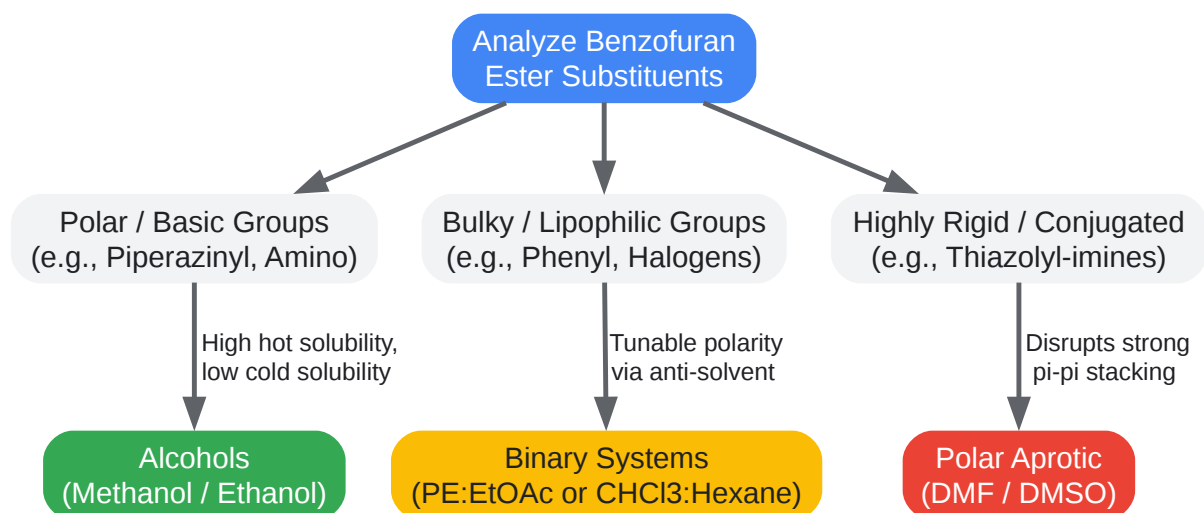 Analyze Benzofuran
Ester Substituents
Polar / Basic Groups
(e.g., Piperazinyl, Amino)
Bulky / Lipophilic Groups
(e.g., Phenyl, Halogens)
Highly Rigid / Conjugated
(e.g., Thiazolyl-imines)
High hot solubility,
low cold solubility
Tunable polarity
via anti-solvent
Disrupts strong
pi-pi stacking
Alcohols
(Methanol / Ethanol)
Binary Systems
(PE:EtOAc or CHCl3:Hexane)
Polar Aprotic
(DMF / DMSO)